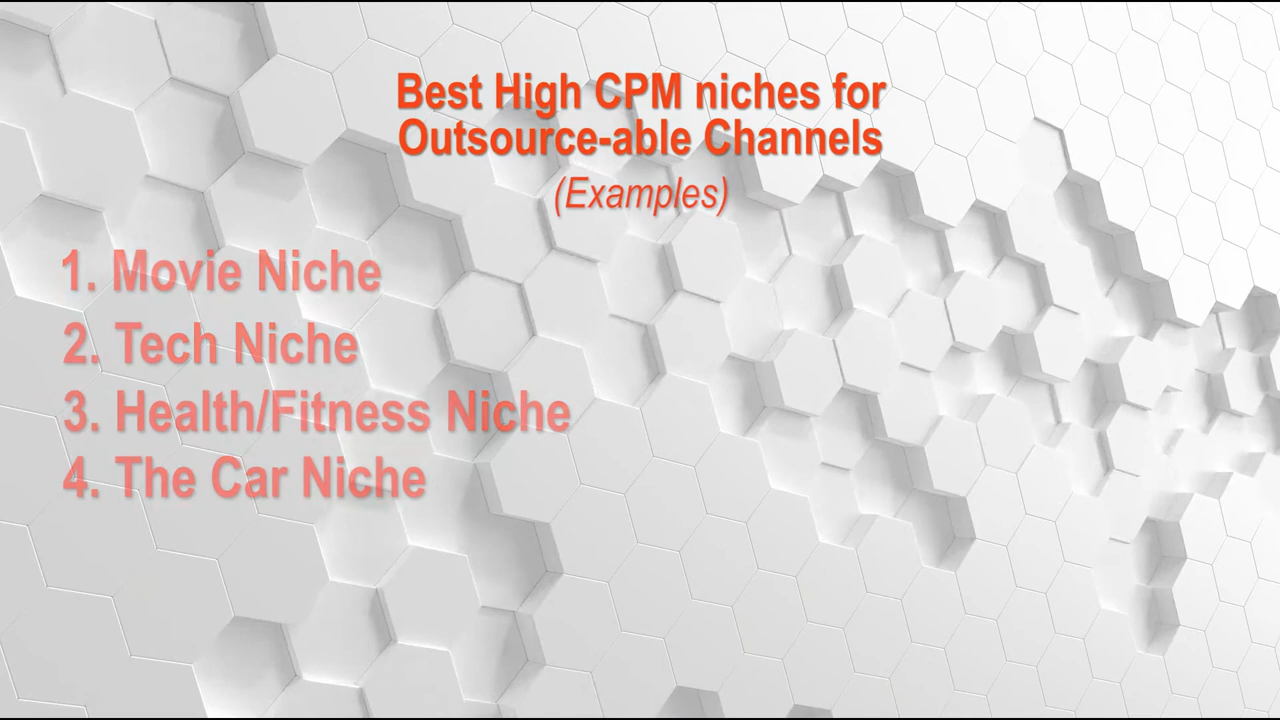 Best High CPM niches for
Outsource-able Channels
(Examples)
1. Movie Niche
2. Tech Niche
3. Health/Fitness Niche
4. The Car Niche